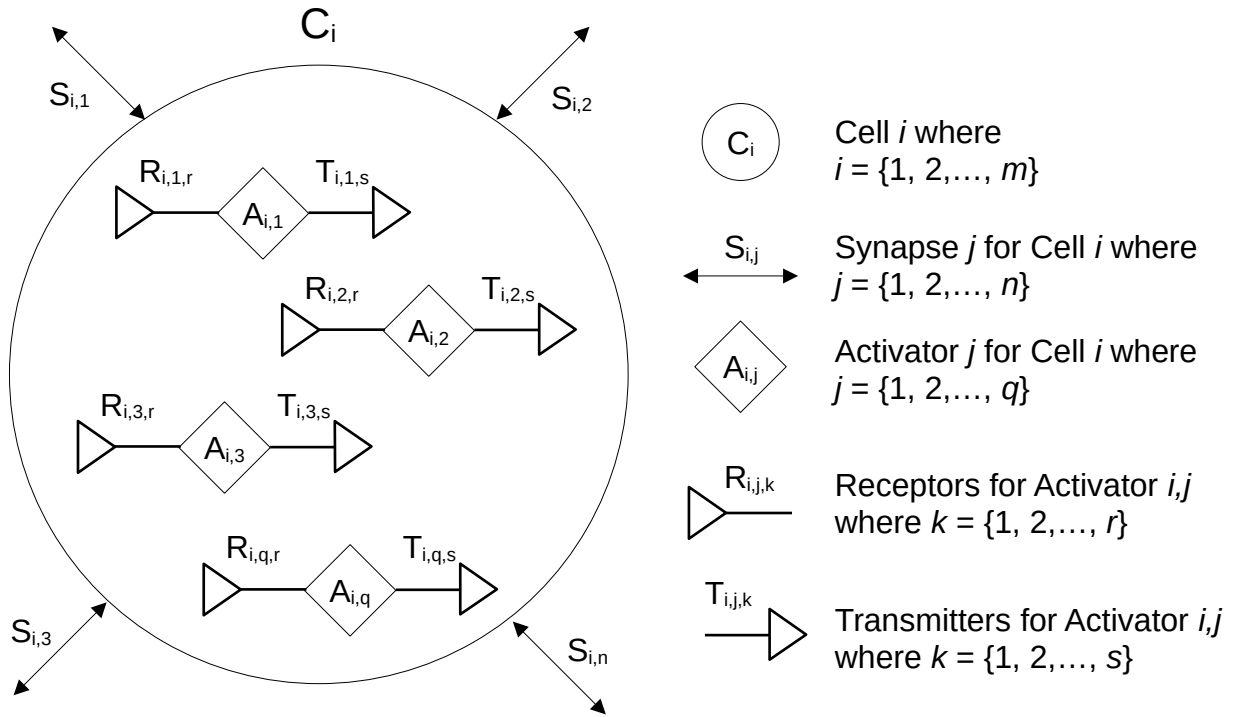 Cᵢ
Sᵢ,₁
Sᵢ,₂
Rᵢ,₁,ᵣ
Tᵢ,₁,ₛ
Aᵢ,₁
Rᵢ,₂,ᵣ
Tᵢ,₂,ₛ
Aᵢ,₂
Rᵢ,₃,ᵣ
Tᵢ,₃,ₛ
Aᵢ,₃
Ri,q,r
Ti,q,s
Ai,q
Sᵢ,₃
Sᵢ,ₙ
Cᵢ
Cell i where
i = {1, 2,…, m}
Sᵢ,ⱼ
Synapse j for Cell i where
j = {1, 2,…, n}
Aᵢ,ⱼ
Activator j for Cell i where
j = {1, 2,…, q}
Rᵢ,ⱼ,ₖ
Receptors for Activator i,j
where k = {1, 2,…, r}
Tᵢ,ⱼ,ₖ
Transmitters for Activator i,j
where k = {1, 2,…, s}